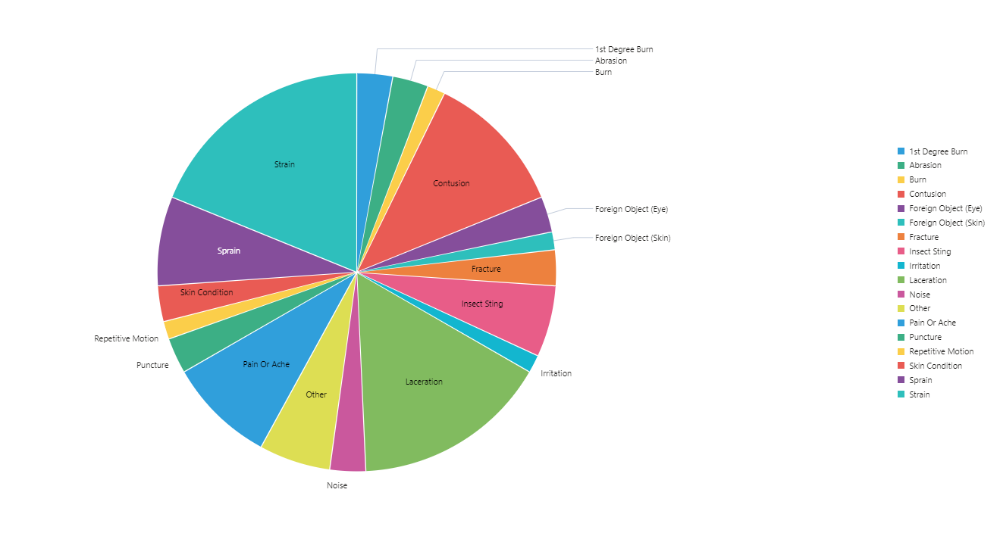 1st Degree Burn
Abrasion
Burn
Strain
Contusion
Foreign Object (Eye)
Foreign Object (Skin)
Sprain
Fracture
Skin Condition
Insect Sting
Repetitive Motion
Puncture
Pain Or Ache
Irritation
Laceration
Other
Noise
1st Degree Burn
Abrasion
Burn
Contusion
Foreign Object (Eye)
Foreign Object (Skin)
Fracture
Insect Sting
Irritation
Laceration
Noise
Other
Pain Or Ache
Puncture
Repetitive Motion
Skin Condition
Sprain
Strain